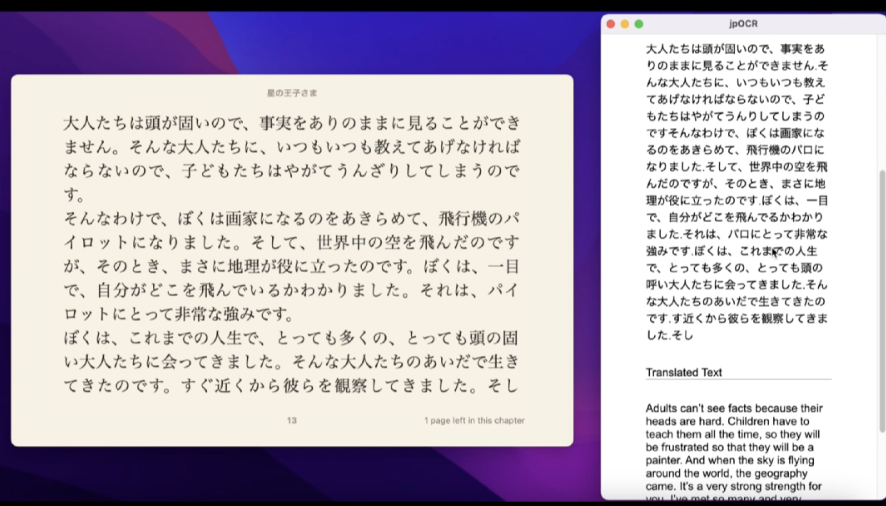 星の王子さま
大人たちは頭が固いので、事実をありのままに見ることができ
ません。そんな大人たちに、いつもいつも教えてあげなければ
ならないので、子どもたちはやがてうんざりしてしまうので
す。
そんなわけで、ぼくは画家になるのをあきらめて、飛行機のパ
イロットになりました。そして、世界中の空を飛んだのです
が、そのとき、まさに地理が役に立ったのです。ぼくは、一目
で、自分がどこを飛んでいるかわかりました。それは、パイ
ロットにとって非常な強みです。
ぼくは、これまでの人生で、とっても多くの、とっても頭の固
い大人たちに会ってきました。そんな大人たちのあいだで生き
てきたのです。すぐ近くから彼らを観察してきました。そし
13
1 page left in this chapter
jpOCR
大人たちは頭が固いので、事実をあ
りのままに見ることができません.そ
んな大人たちに、いつもいつも教え
てあげなければならないので、子ど
もたちはやがてうんりしてしまうの
ですそんなわけで、ぼくは画家にな
るのをあきらめて、飛行機のパロに
なりました.そして、世界中の空を飛
んだのですが、そのとき、まさに地
理が役に立ったのです.ぼくは、一目
で、自分がどこを飛んでるかわかり
ました.それは、パロにとって非常な
強みです.ぼくは、これまでの人生
で、とっても多くの、とっても頭の
呼い大人たちに会ってきました.そん
な大人たちのあいだで生きてきたの
です.す近くから彼らを観察してきま
した.そし
Translated Text
Adults can't see facts because their
heads are hard. Children have to
teach them all the time, so they will
be frustrated so that they will be a
painter. And when the sky is flying
around the world, the geography
came. It's a very strong strength for
you. I've met so many and very